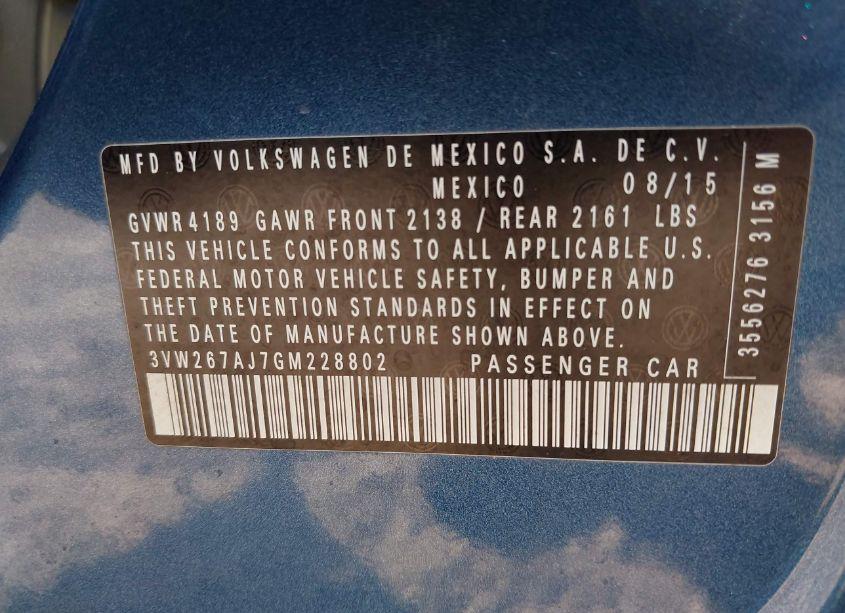 MFD BY VOLKSWAGEN DE MEXICO S.A. DE C.V.
MEXICO 08/15
GVWR 4189 GAWR FRONT 2138 / REAR 2161 LBS
THIS VEHICLE CONFORMS TO ALL APPLICABLE U.S.
FEDERAL MOTOR VEHICLE SAFETY, BUMPER AND
THEFT PREVENTION STANDARDS IN EFFECT ON
THE DATE OF MANUFACTURE SHOWN ABOVE.
3VW267AJ7GM228802 PASSENGER CAR
3556276 3156 M